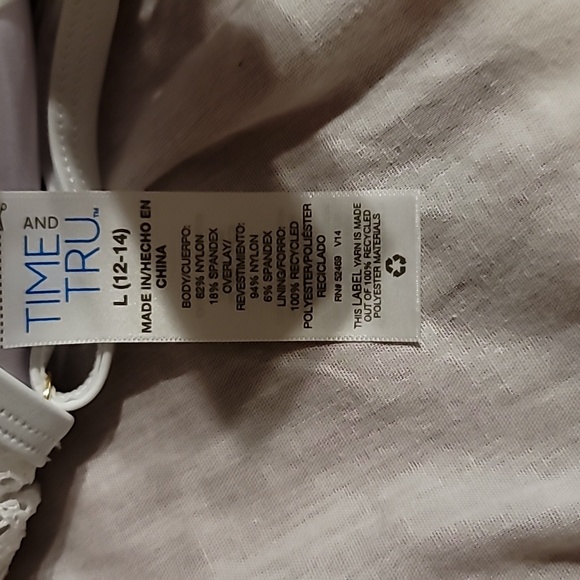 TIME
AND
TRU™
L (12-14)
MADE IN/HECHO EN
CHINA
BODY/CUERPO:
82% NYLON
18% SPANDEX
OVERLAY/
REVESTIMIENTO:
94% NYLON
6% SPANDEX
LINING/FORRO:
100% RECYCLED
POLYESTER/POLIÉSTER
RECICLADO
RN# 52469 V14
THIS LABEL YARN IS MADE
OUT OF 100% RECYCLED
POLYESTER MATERIALS